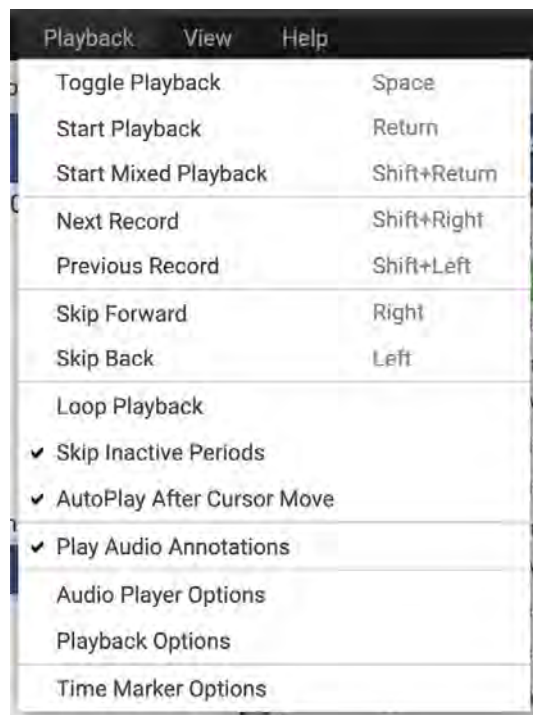 Playback View Help
Toggle Playback Space
Start Playback Return
Start Mixed Playback Shift+Return
Next Record Shift+Right
Previous Record Shift+Left
Skip Forward Right
Skip Back Left
Loop Playback
✔ Skip Inactive Periods
✔ AutoPlay After Cursor Move
✔ Play Audio Annotations
Audio Player Options
Playback Options
Time Marker Options